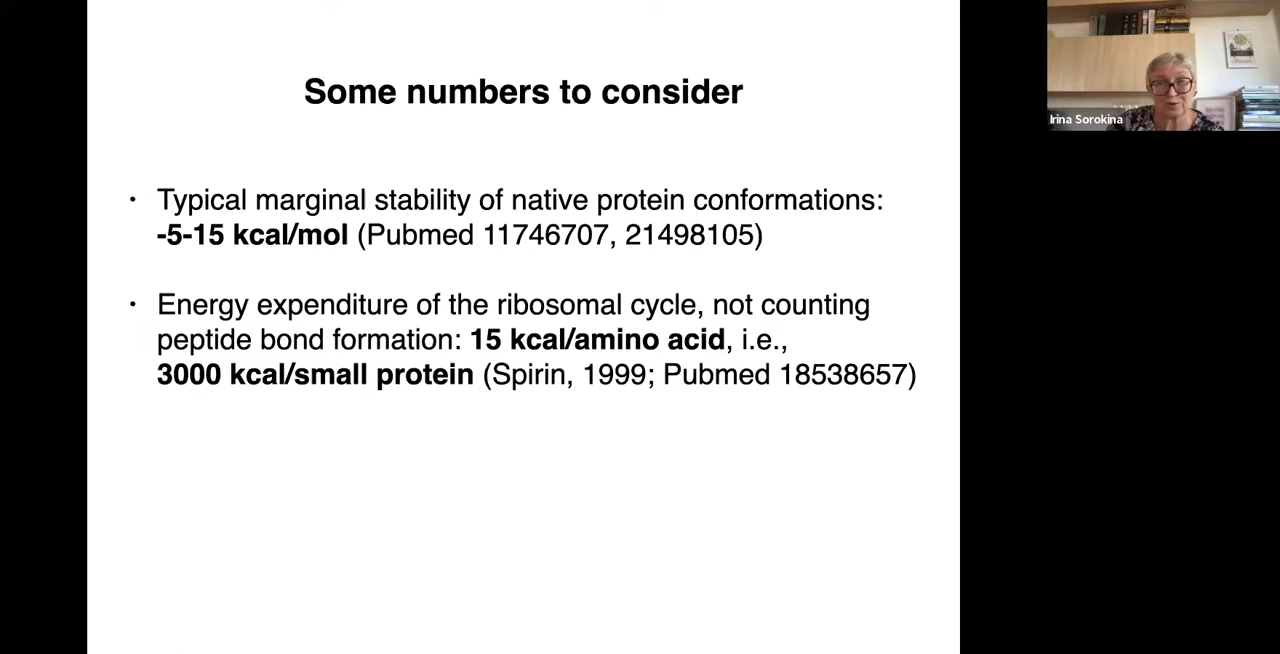 Some numbers to consider
• Typical marginal stability of native protein conformations:
-5-15 kcal/mol (Pubmed 11746707, 21498105)
• Energy expenditure of the ribosomal cycle, not counting
peptide bond formation: 15 kcal/amino acid, i.e.,
3000 kcal/small protein (Spirin, 1999; Pubmed 18538657)
Irina Sorokina